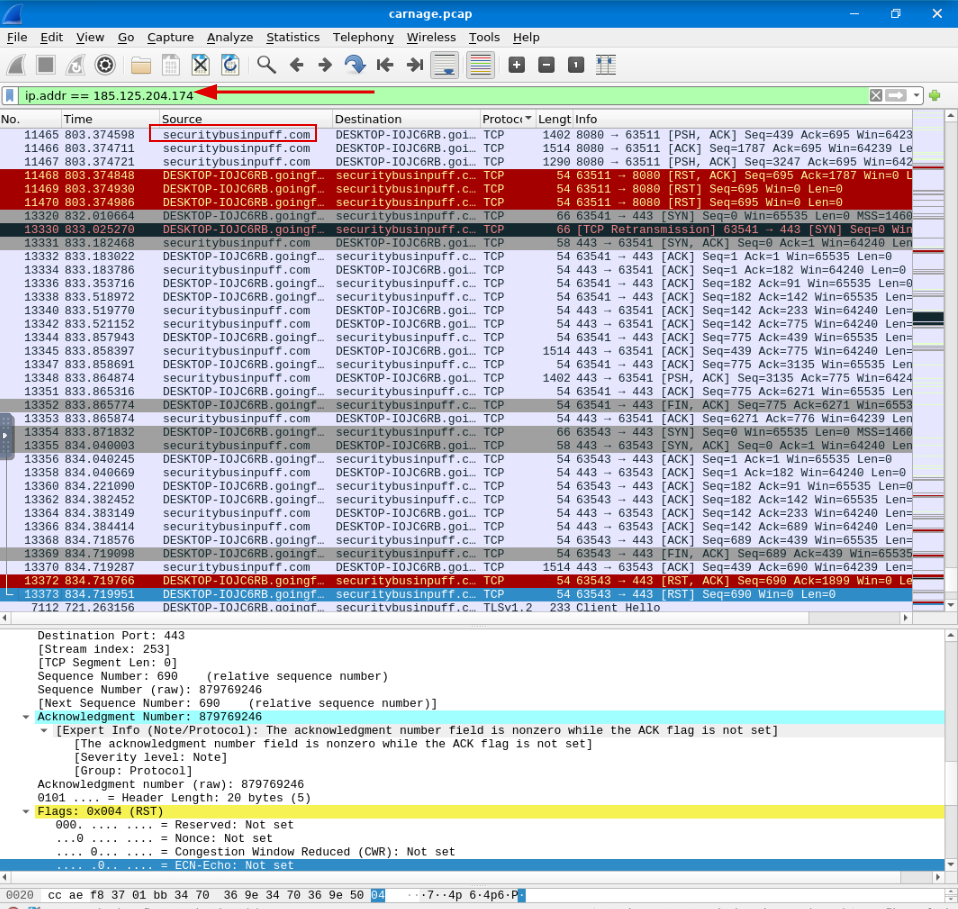 carnage.pcap
File Edit View Go Capture Analyze Statistics Telephony Wireless Tools Help
ip.addr == 185.125.204.174
No. Time Source Destination Protoc Lengt Info
11465 803.374598 securitybusinpuff.com DESKTOP-IOJC6RB.goi… TCP 1402 8080 → 63511 [PSH, ACK] Seq=439 Ack=695 Win=6423
11466 803.374711 securitybusinpuff.com DESKTOP-IOJC6RB.goi… TCP 1514 8080 → 63511 [ACK] Seq=1787 Ack=695 Win=64239 Le
11467 803.374721 securitybusinpuff.com DESKTOP-IOJC6RB.goi… TCP 1290 8080 → 63511 [PSH, ACK] Seq=3247 Ack=695 Win=642
11468 803.374848 DESKTOP-IOJC6RB.goingf… securitybusinpuff.c… TCP 54 63511 → 8080 [RST, ACK] Seq=695 Ack=1787 Win=0 L
11469 803.374930 DESKTOP-IOJC6RB.goingf… securitybusinpuff.c… TCP 54 63511 → 8080 [RST] Seq=695 Win=0 Len=0
11470 803.374986 DESKTOP-IOJC6RB.goingf… securitybusinpuff.c… TCP 54 63511 → 8080 [RST] Seq=695 Win=0 Len=0
13320 832.010664 DESKTOP-IOJC6RB.goingf… securitybusinpuff.c… TCP 66 63541 → 443 [SYN] Seq=0 Win=65535 Len=0 MSS=1460
13330 833.025270 DESKTOP-IOJC6RB.goingf… securitybusinpuff.c… TCP 66 [TCP Retransmission] 63541 → 443 [SYN] Seq=0 Win
13331 833.182468 securitybusinpuff.com DESKTOP-IOJC6RB.goi… TCP 58 443 → 63541 [SYN, ACK] Seq=0 Ack=1 Win=64240 Len
13332 833.183022 DESKTOP-IOJC6RB.goingf… securitybusinpuff.c… TCP 54 63541 → 443 [ACK] Seq=1 Ack=1 Win=65535 Len=0
13334 833.183786 securitybusinpuff.com DESKTOP-IOJC6RB.goi… TCP 54 443 → 63541 [ACK] Seq=1 Ack=182 Win=64240 Len=0
13336 833.353716 DESKTOP-IOJC6RB.goingf… securitybusinpuff.c… TCP 54 63541 → 443 [ACK] Seq=182 Ack=91 Win=65535 Len=
13338 833.518972 DESKTOP-IOJC6RB.goingf… securitybusinpuff.c… TCP 54 63541 → 443 [ACK] Seq=182 Ack=142 Win=65535 Len=
13340 833.519770 securitybusinpuff.com DESKTOP-IOJC6RB.goi… TCP 54 443 → 63541 [ACK] Seq=142 Ack=233 Win=64240 Len=
13342 833.521152 securitybusinpuff.com DESKTOP-IOJC6RB.goi… TCP 54 443 → 63541 [ACK] Seq=142 Ack=775 Win=64240 Len=
13344 833.857943 DESKTOP-IOJC6RB.goingf… securitybusinpuff.c… TCP 54 63541 → 443 [ACK] Seq=775 Ack=439 Win=65535 Len=
13345 833.858397 securitybusinpuff.com DESKTOP-IOJC6RB.goi… TCP 1514 443 → 63541 [ACK] Seq=439 Ack=775 Win=64240 Len=
13347 833.858691 DESKTOP-IOJC6RB.goingf… securitybusinpuff.c… TCP 54 63541 → 443 [ACK] Seq=775 Ack=3135 Win=65535 Len
13348 833.864874 securitybusinpuff.com DESKTOP-IOJC6RB.goi… TCP 1402 443 → 63541 [PSH, ACK] Seq=3135 Ack=775 Win=6424
13351 833.865316 DESKTOP-IOJC6RB.goingf… securitybusinpuff.c… TCP 54 63541 → 443 [ACK] Seq=775 Ack=6271 Win=65535 Len
13352 833.865774 DESKTOP-IOJC6RB.goingf… securitybusinpuff.c… TCP 54 63541 → 443 [FIN, ACK] Seq=775 Ack=6271 Win=6553
13353 833.865874 securitybusinpuff.com DESKTOP-IOJC6RB.goi… TCP 54 443 → 63541 [ACK] Seq=6271 Ack=776 Win=64239 Len
13354 833.871832 DESKTOP-IOJC6RB.goingf… securitybusinpuff.c… TCP 66 63543 → 443 [SYN] Seq=0 Win=65535 Len=0 MSS=1460
13355 834.040003 securitybusinpuff.com DESKTOP-IOJC6RB.goi… TCP 58 443 → 63543 [SYN, ACK] Seq=0 Ack=1 Win=64240 Len
13356 834.040245 DESKTOP-IOJC6RB.goingf… securitybusinpuff.c… TCP 54 63543 → 443 [ACK] Seq=1 Ack=1 Win=65535 Len=0
13358 834.040669 securitybusinpuff.com DESKTOP-IOJC6RB.goi… TCP 54 443 → 63543 [ACK] Seq=1 Ack=182 Win=64240 Len=0
13360 834.221090 DESKTOP-IOJC6RB.goingf… securitybusinpuff.c… TCP 54 63543 → 443 [ACK] Seq=182 Ack=91 Win=65535 Len=
13362 834.382452 DESKTOP-IOJC6RB.goingf… securitybusinpuff.c… TCP 54 63543 → 443 [ACK] Seq=182 Ack=142 Win=65535 Len=
13364 834.383149 securitybusinpuff.com DESKTOP-IOJC6RB.goi… TCP 54 443 → 63543 [ACK] Seq=142 Ack=233 Win=64240 Len=
13366 834.384414 securitybusinpuff.com DESKTOP-IOJC6RB.goi… TCP 54 443 → 63543 [ACK] Seq=142 Ack=689 Win=64240 Len=
13368 834.718576 DESKTOP-IOJC6RB.goingf… securitybusinpuff.c… TCP 54 63543 → 443 [ACK] Seq=689 Ack=439 Win=65535 Len=
13369 834.719098 DESKTOP-IOJC6RB.goingf… securitybusinpuff.c… TCP 54 63543 → 443 [FIN, ACK] Seq=689 Ack=439 Win=65535
13370 834.719287 securitybusinpuff.com DESKTOP-IOJC6RB.goi… TCP 1514 443 → 63543 [ACK] Seq=439 Ack=690 Win=64239 Len=
13372 834.719766 DESKTOP-IOJC6RB.goingf… securitybusinpuff.c… TCP 54 63543 → 443 [RST, ACK] Seq=690 Ack=1899 Win=0 Le
13373 834.719951 DESKTOP-IOJC6RB.goingf… securitybusinpuff.c… TCP 54 63543 → 443 [RST] Seq=690 Win=0 Len=0
7112 721.263156 DESKTOP-IOJC6RB.goingf… securitybusinpuff.c… TLSv1.2 233 Client Hello
Destination Port: 443
[Stream index: 253]
[TCP Segment Len: 0]
Sequence Number: 690 (relative sequence number)
Sequence Number (raw): 879769246
[Next Sequence Number: 690 (relative sequence number)]
Acknowledgment Number: 879769246
[Expert Info (Note/Protocol): The acknowledgment number field is nonzero while the ACK flag is not set]
[The acknowledgment number field is nonzero while the ACK flag is not set]
[Severity level: Note]
[Group: Protocol]
Acknowledgment number (raw): 879769246
0101 .... = Header Length: 20 bytes (5)
Flags: 0x004 (RST)
000. .... .... = Reserved: Not set
...0 .... .... = Nonce: Not set
.... 0... .... = Congestion Window Reduced (CWR): Not set
.... .0.. .... = ECN-Echo: Not set
0020 cc ae f8 37 01 bb 34 70 36 9e 34 70 36 9e 50 04 ···7··4p 6·4p6·P·